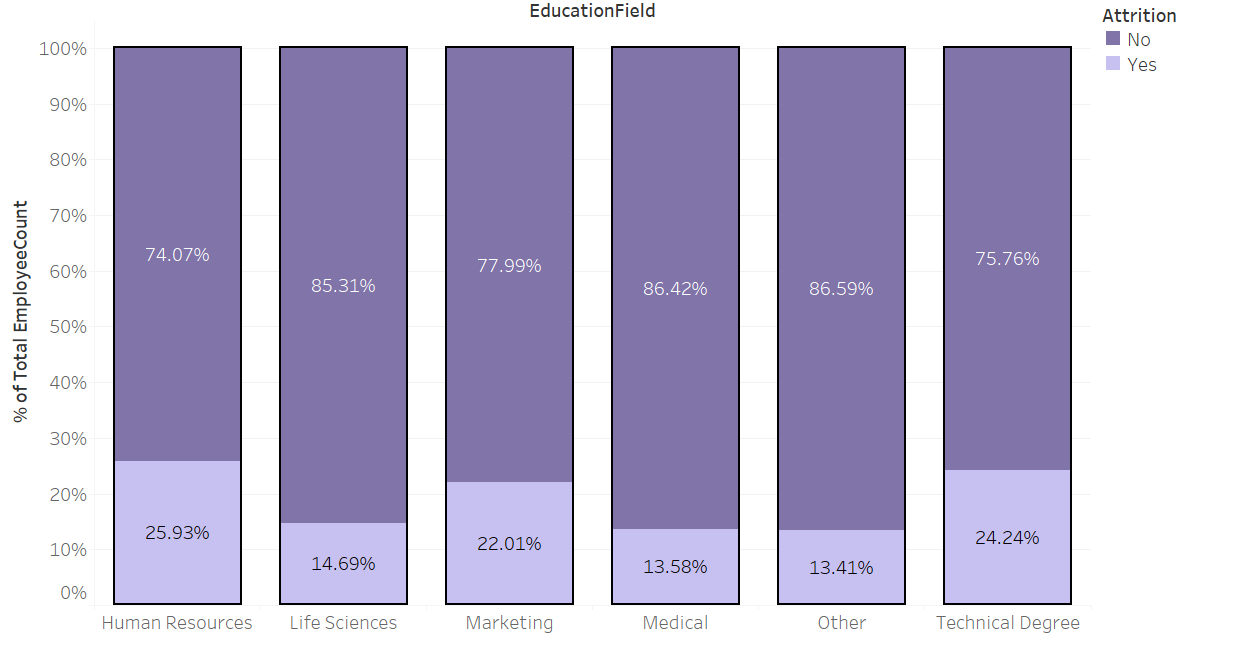 EducationField
Attrition
No
Yes
% of Total EmployeeCount
100%
90%
80%
70%
60%
50%
40%
30%
20%
10%
0%
74.07%
85.31%
77.99%
86.42%
86.59%
75.76%
25.93%
14.69%
22.01%
13.58%
13.41%
24.24%
Human Resources
Life Sciences
Marketing
Medical
Other
Technical Degree